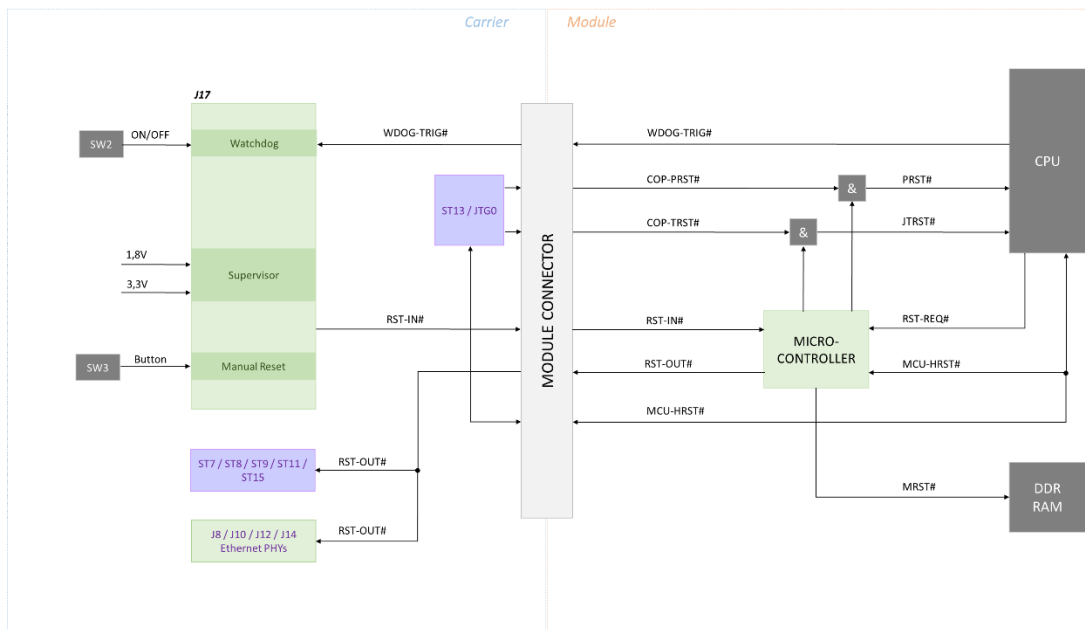 Carrier
Module
J17
SW2
ON/OFF
Watchdog
WDOG-TRIG#
WDOG-TRIG#
CPU
ST13 / JTG0
COP-PRST#
&
PRST#
COP-TRST#
&
JTRST#
1,8V
Supervisor
3,3V
MODULE CONNECTOR
RST-IN#
RST-IN#
MICRO-
CONTROLLER
RST-REQ#
SW3
Button
Manual Reset
RST-OUT#
MCU-HRST#
MCU-HRST#
ST7 / ST8 / ST9 / ST11 /
ST15
RST-OUT#
MRST#
DDR
RAM
J8 / J10 / J12 / J14
Ethernet PHYs
RST-OUT#